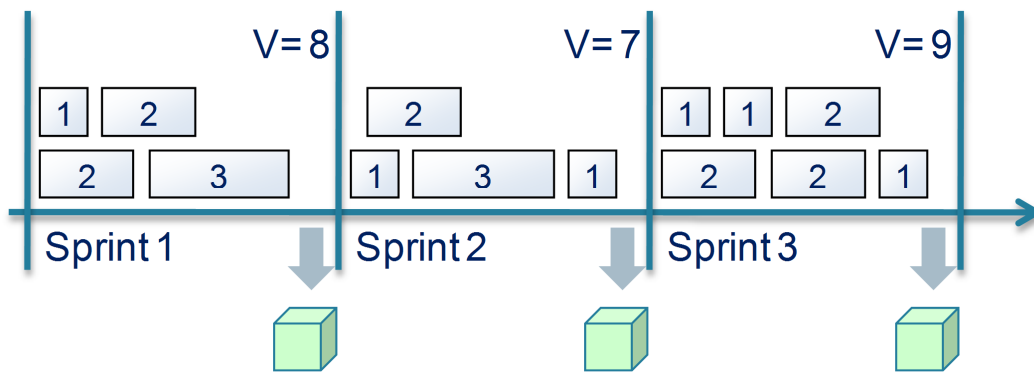 V= 8 V= 7 V= 9
1 2 2 1 1 2
2 3 1 3 1 2 2 1
Sprint 1 Sprint 2 Sprint 3